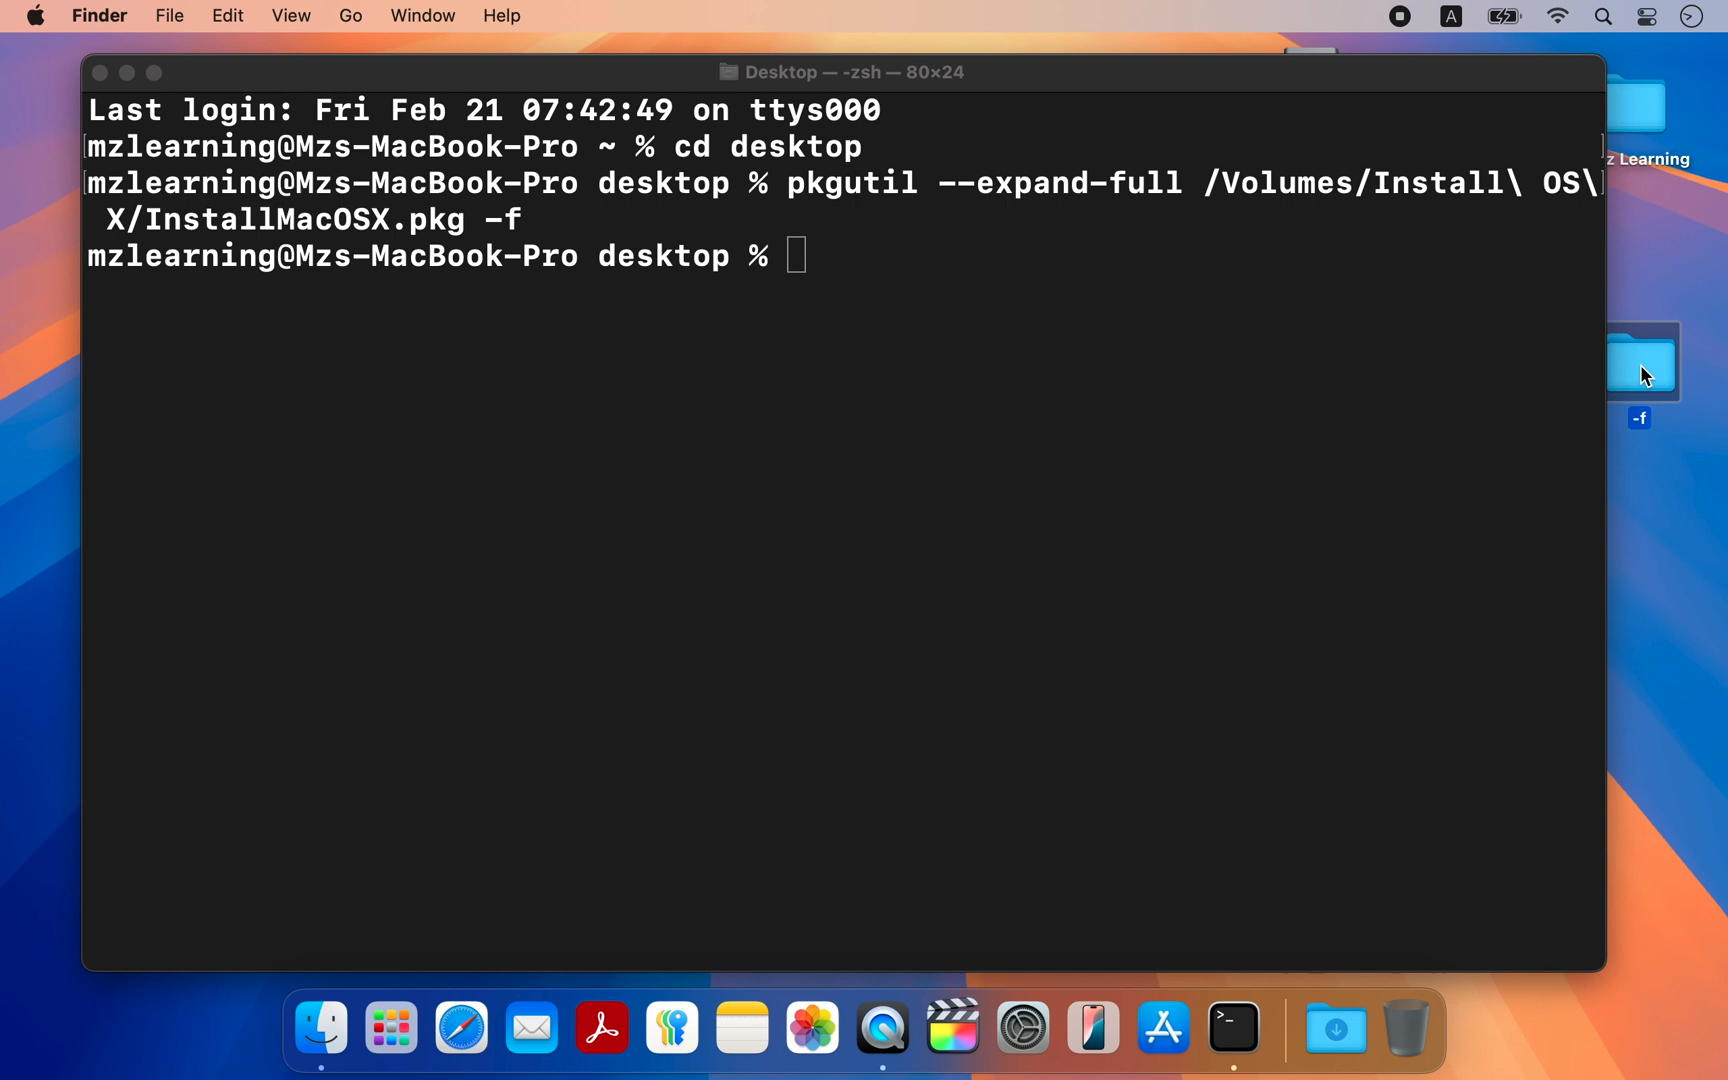 Finder File Edit View Go Window Help
A
Desktop — -zsh — 80×24
Last login: Fri Feb 21 07:42:49 on ttys000
[mzlearning@Mzs-MacBook-Pro ~ % cd desktop ]
[mzlearning@Mzs-MacBook-Pro desktop % pkgutil --expand-full /Volumes/Install\ OS\]
 X/InstallMacOSX.pkg -f
mzlearning@Mzs-MacBook-Pro desktop %
z Learning
-f